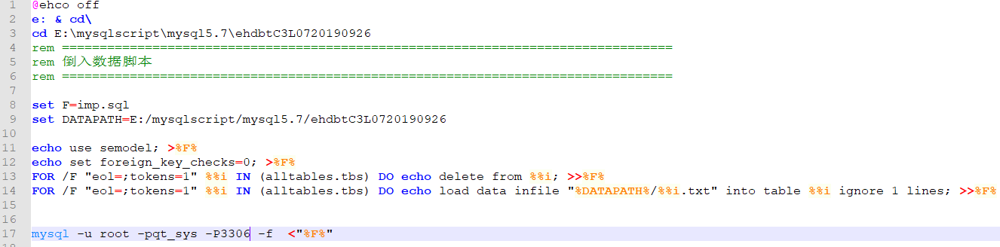 1 @ehco off
2 e: & cd\
3 cd E:\mysqlscript\mysql5.7\ehdbtC3L0720190926
4 rem =================================================================================
5 rem 倒入数据脚本
6 rem =================================================================================
7
8 set F=imp.sql
9 set DATAPATH=E:/mysqlscript/mysql5.7/ehdbtC3L0720190926
10
11 echo use semodel; >%F%
12 echo set foreign_key_checks=0; >%F%
13 FOR /F "eol=;tokens=1" %%i IN (alltables.tbs) DO echo delete from %%i; >>%F%
14 FOR /F "eol=;tokens=1" %%i IN (alltables.tbs) DO echo load data infile "%DATAPATH%/%%i.txt" into table %%i ignore 1 lines; >>%F%
15
16
17 mysql -u root -pqt_sys -P3306 -f  <"%F%"